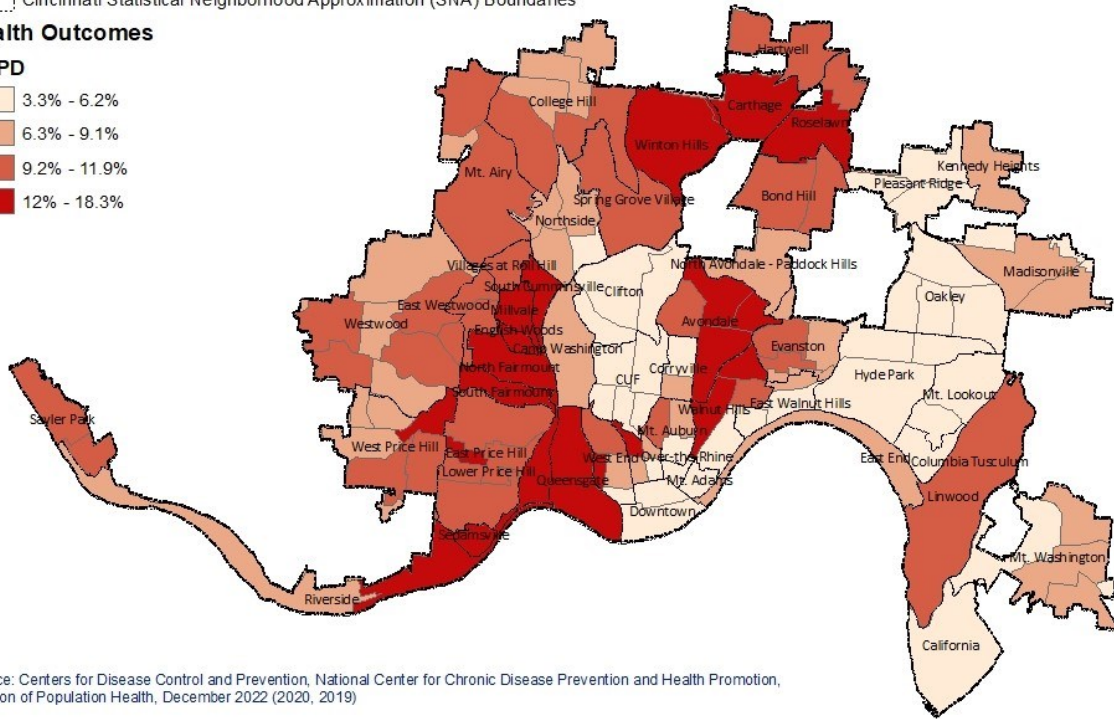 Cincinnati Statistical Neighborhood Approximation (SNA) Boundaries
alth Outcomes
PD
3.3% - 6.2%
6.3% - 9.1%
9.2% - 11.9%
12% - 18.3%
Hartwell
College Hill
Carthage
Roselawn
Winton Hills
Kennedy Heights
Pleasant Ridge
Mt. Airy
Bond Hill
Spring Grove Village
Northside
Villages at Roll Hill
North Avondale - Paddock Hills
Madisonville
South Cumminsville
Clifton
Oakley
East Westwood
Millvale
Westwood
Avondale
English Woods
Camp Washington
Evanston
North Fairmount
Corryville
Hyde Park
CUF
South Fairmount
Mt. Lookout
Walnut Hills
East Walnut Hills
Sayler Park
Mt. Auburn
West Price Hill
East Price Hill
West End
Over-the-Rhine
East End
Columbia Tusculum
Lower Price Hill
Queensgate
Mt. Adams
Linwood
Downtown
Sedamsville
Mt. Washington
Riverside
California
ce: Centers for Disease Control and Prevention, National Center for Chronic Disease Prevention and Health Promotion,
ion of Population Health, December 2022 (2020, 2019)